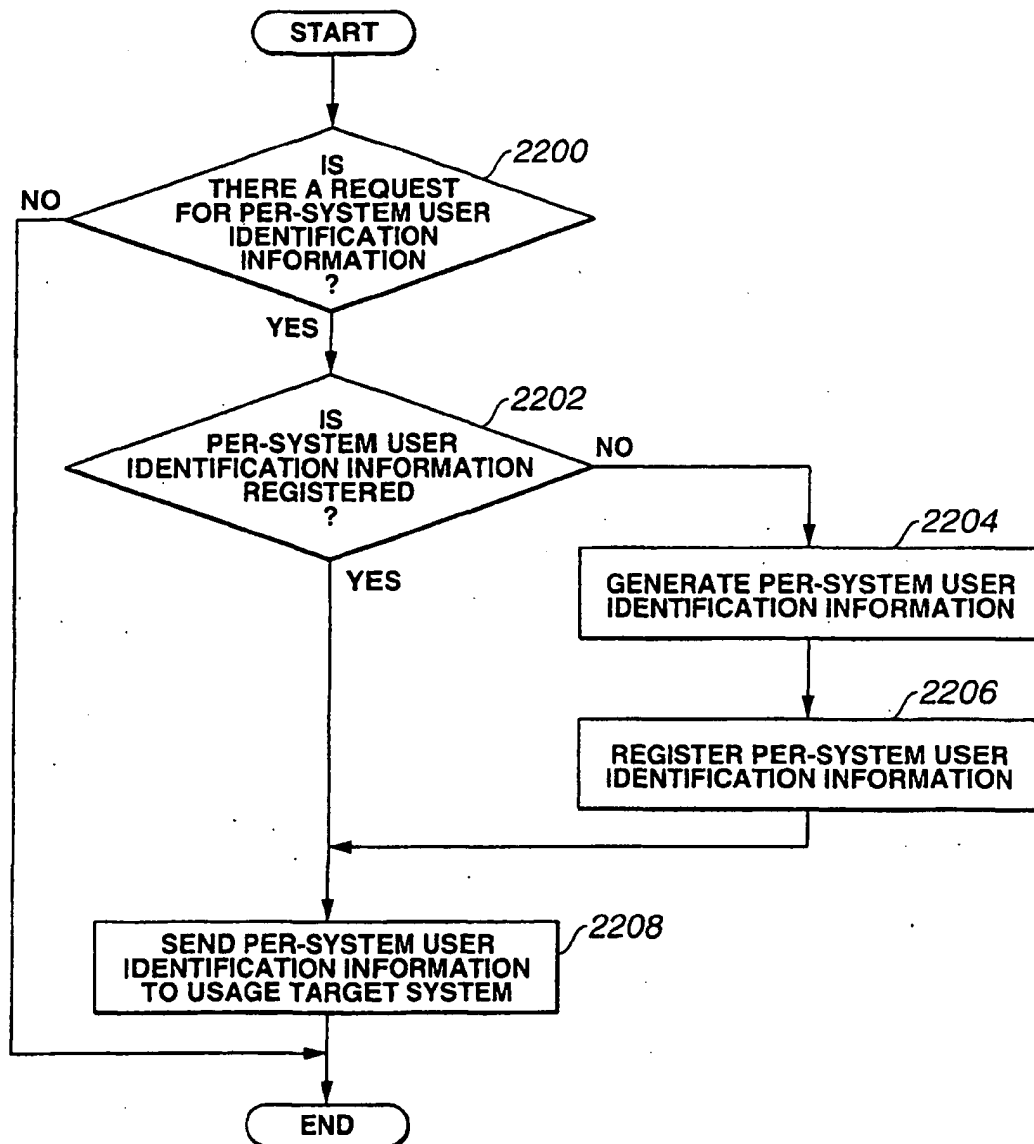 START
IS
THERE A REQUEST
FOR PER-SYSTEM USER
IDENTIFICATION
INFORMATION
?
2200
NO
YES
IS
PER-SYSTEM USER
IDENTIFICATION INFORMATION
REGISTERED
?
2202
NO
YES
2204
GENERATE PER-SYSTEM USER
IDENTIFICATION INFORMATION
2206
REGISTER PER-SYSTEM USER
IDENTIFICATION INFORMATION
2208
SEND PER-SYSTEM USER
IDENTIFICATION INFORMATION
TO USAGE TARGET SYSTEM
END